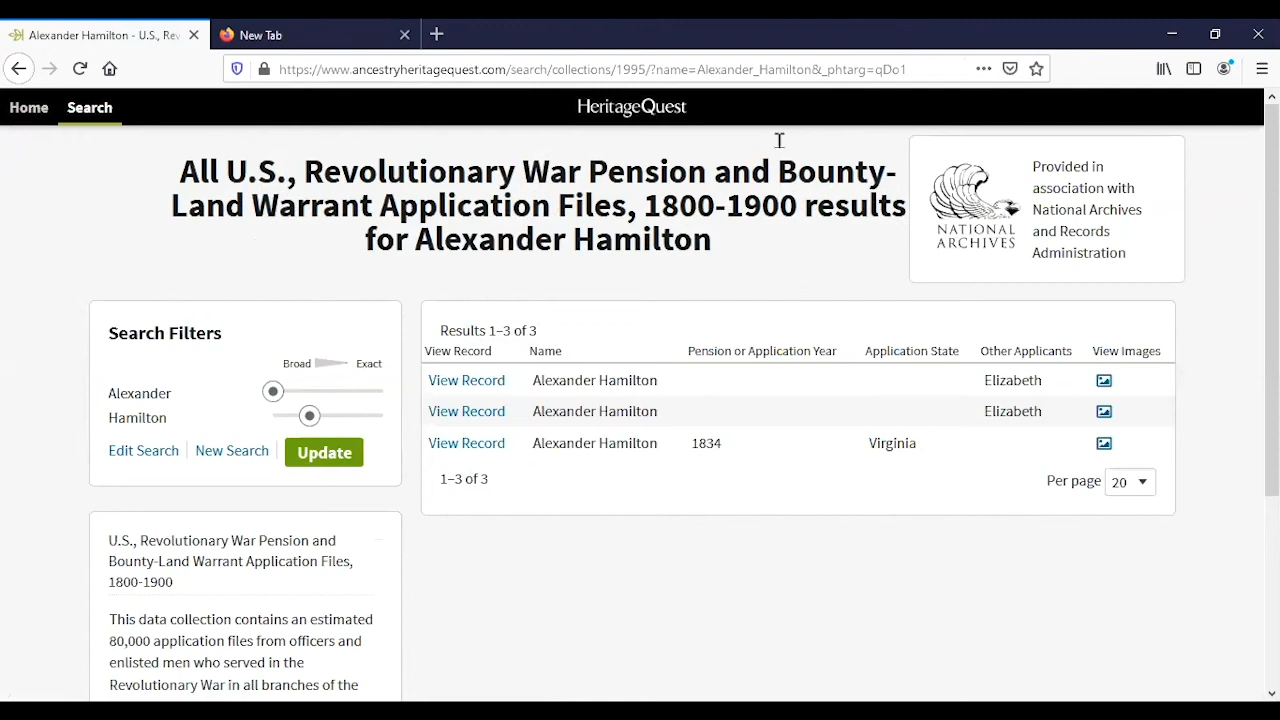 Alexander Hamilton - U.S., Rev
New Tab
https://www.ancestryheritagequest.com/search/collections/1995/?name=Alexander_Hamilton&_phtarg=qDo1
Home
Search
HeritageQuest
All U.S., Revolutionary War Pension and Bounty-
Land Warrant Application Files, 1800-1900 results
for Alexander Hamilton
NATIONAL
ARCHIVES
Provided in
association with
National Archives
and Records
Administration
Search Filters
Broad Exact
Alexander
Hamilton
Edit Search New Search Update
Results 1–3 of 3
View Record Name Pension or Application Year Application State Other Applicants View Images
View Record Alexander Hamilton Elizabeth
View Record Alexander Hamilton Elizabeth
View Record Alexander Hamilton 1834 Virginia
1–3 of 3 Per page 20
U.S., Revolutionary War Pension and
Bounty-Land Warrant Application Files,
1800-1900
This data collection contains an estimated
80,000 application files from officers and
enlisted men who served in the
Revolutionary War in all branches of the